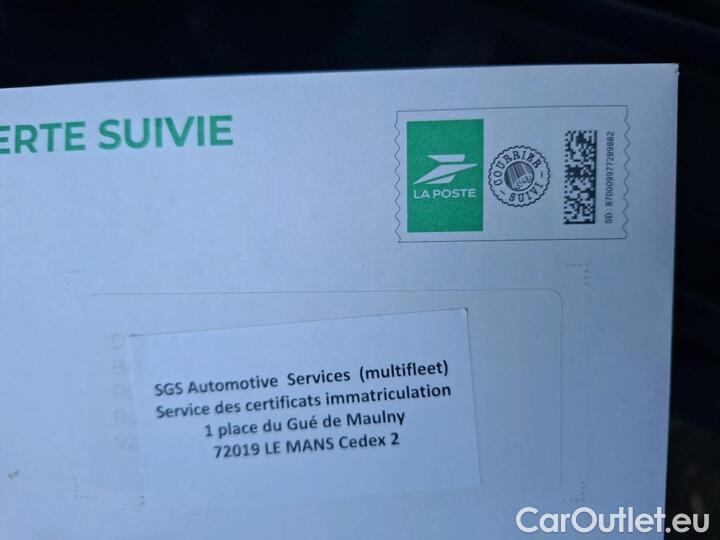 ERTE SUIVIE
LA POSTE
COURRIER
SUIVI
SD: 870009977289882
SGS Automotive Services (multifleet)
Service des certificats immatriculation
1 place du Gué de Maulny
72019 LE MANS Cedex 2
CarOutlet.eu